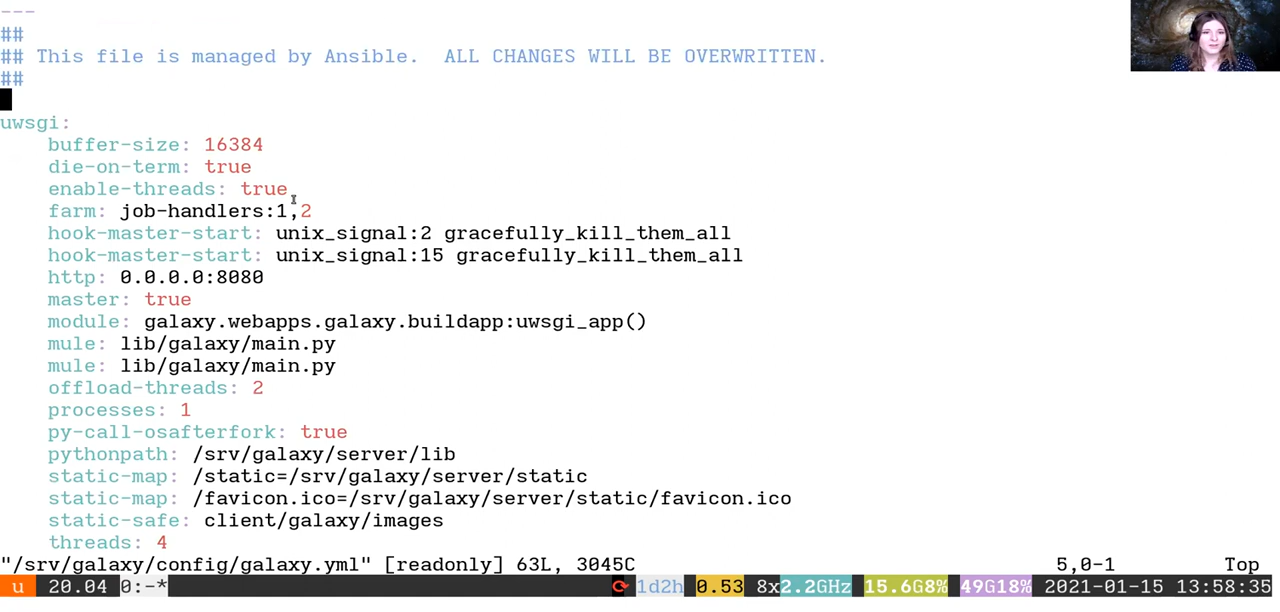 ---
##
## This file is managed by Ansible.  ALL CHANGES WILL BE OVERWRITTEN.
##
uwsgi:
    buffer-size: 16384
    die-on-term: true
    enable-threads: true
    farm: job-handlers:1,2
    hook-master-start: unix_signal:2 gracefully_kill_them_all
    hook-master-start: unix_signal:15 gracefully_kill_them_all
    http: 0.0.0.0:8080
    master: true
    module: galaxy.webapps.galaxy.buildapp:uwsgi_app()
    mule: lib/galaxy/main.py
    mule: lib/galaxy/main.py
    offload-threads: 2
    processes: 1
    py-call-osafterfork: true
    pythonpath: /srv/galaxy/server/lib
    static-map: /static=/srv/galaxy/server/static
    static-map: /favicon.ico=/srv/galaxy/server/static/favicon.ico
    static-safe: client/galaxy/images
    threads: 4
"/srv/galaxy/config/galaxy.yml" [readonly] 63L, 3045C 5,0-1 Top
u 20.04 0:-* 1d2h 0.53 8x2.2GHz 15.6G8% 49G18% 2021-01-15 13:58:35